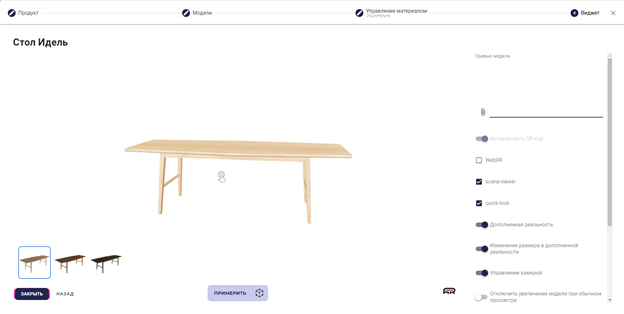 Продукт
Модели
Управление материалом
Опционально
4 Виджет
Стол Идель
Превью модели
Активировать QR-код
WebXR
scene-viewer
quick-look
Дополненная реальность
Изменение размера в дополненной
реальности
Управление камерой
Отключить увеличение модели при обычном
просмотре
ЗАКРЫТЬ
НАЗАД
ПРИМЕРИТЬ
AR